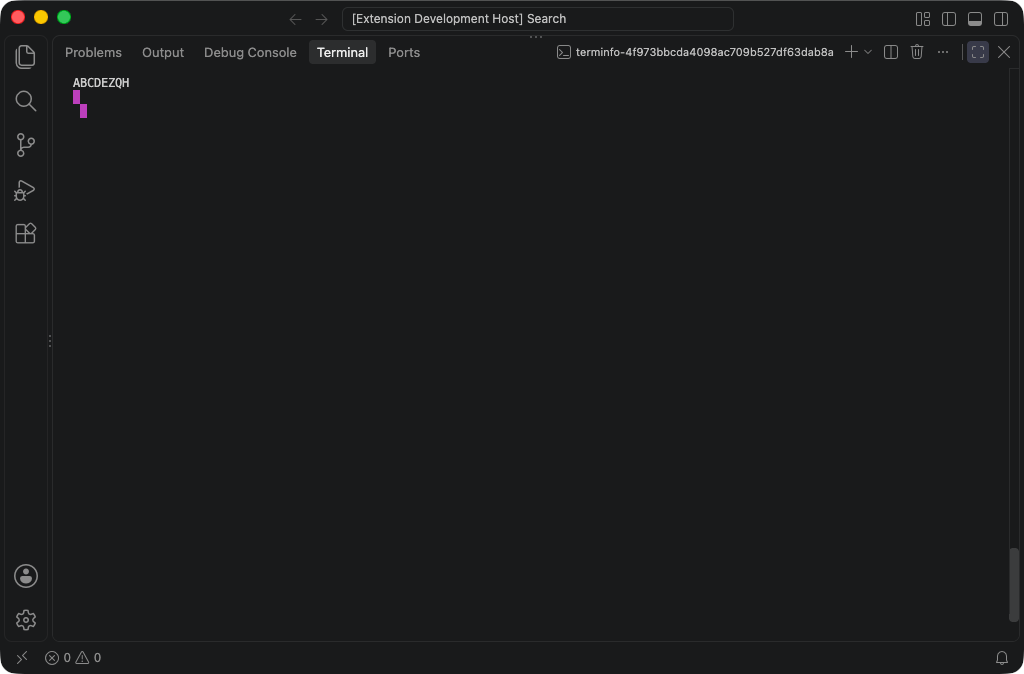 [Extension Development Host] Search
Problems Output Debug Console Terminal Ports terminfo-4f973bbcda4098ac709b527df63dab8a
ABCDEZQH
0 0